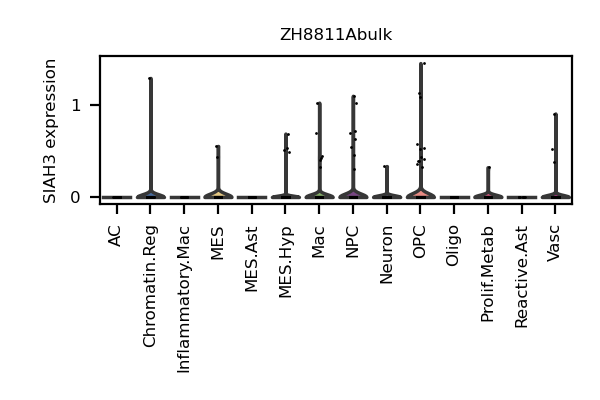 ZH8811Abulk
SIAH3 expression
1
0
AC
Chromatin.Reg
Inflammatory.Mac
MES
MES.Ast
MES.Hyp
Mac
NPC
Neuron
OPC
Oligo
Prolif.Metab
Reactive.Ast
Vasc